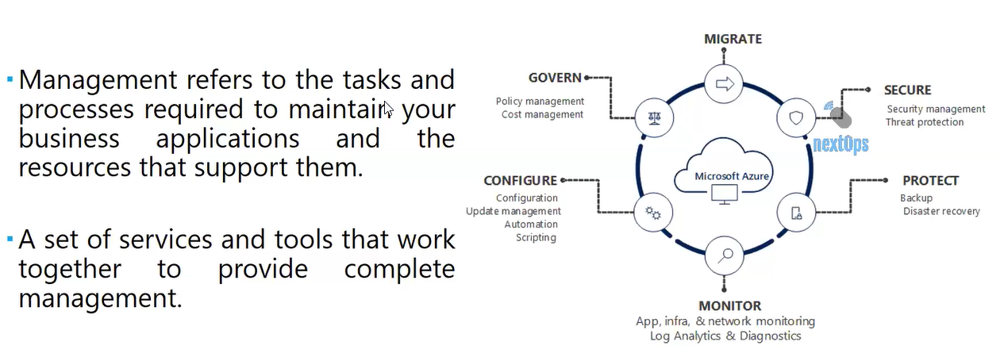 Management refers to the tasks and
processes required to maintain your
business applications and the
resources that support them.
A set of services and tools that work
together to provide complete
management.
MIGRATE
GOVERN
Policy management
Cost management
SECURE
Security management
Threat protection
nextOps
Microsoft Azure
CONFIGURE
Configuration
Update management
Automation
Scripting
PROTECT
Backup
Disaster recovery
MONITOR
App, infra, & network monitoring
Log Analytics & Diagnostics